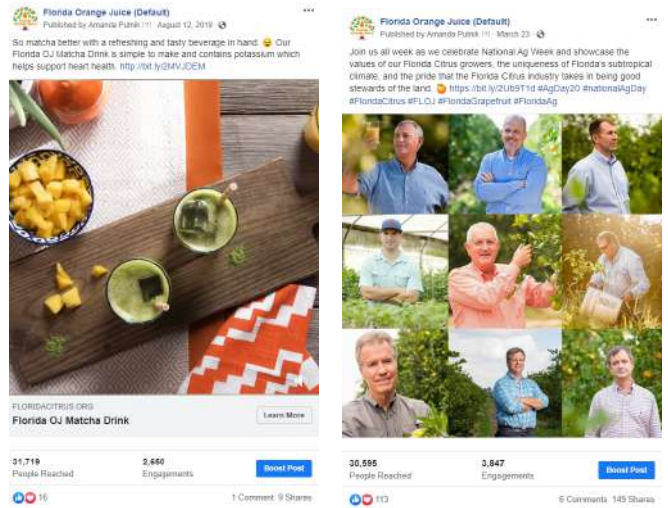 Florida Orange Juice (Default)
Published by Amanda Putnik · August 12, 2019 ·
So matcha better with a refreshing and tasty beverage in hand. 😉 Our
Florida OJ Matcha Drink is simple to make and contains potassium which
helps support heart health. http://bit.ly/2MVJDEM
FLORIDACITRUS.ORG
Florida OJ Matcha Drink
Learn More
31,719
People Reached
2,650
Engagements
Boost Post
16
1 Comment 9 Shares
Florida Orange Juice (Default)
Published by Amanda Putnik · March 23 ·
Join us all week as we celebrate National Ag Week and showcase the
values of our Florida Citrus growers, the uniqueness of Florida's subtropical
climate, and the pride that the Florida Citrus industry takes in being good
stewards of the land. 🍊 https://bit.ly/2Ub9T1d #AgDay20 #nationalAgDay
#FloridaCitrus #FLOJ #FloridaGrapefruit #FloridaAg
30,595
People Reached
3,847
Engagements
Boost Post
113
6 Comments 149 Shares